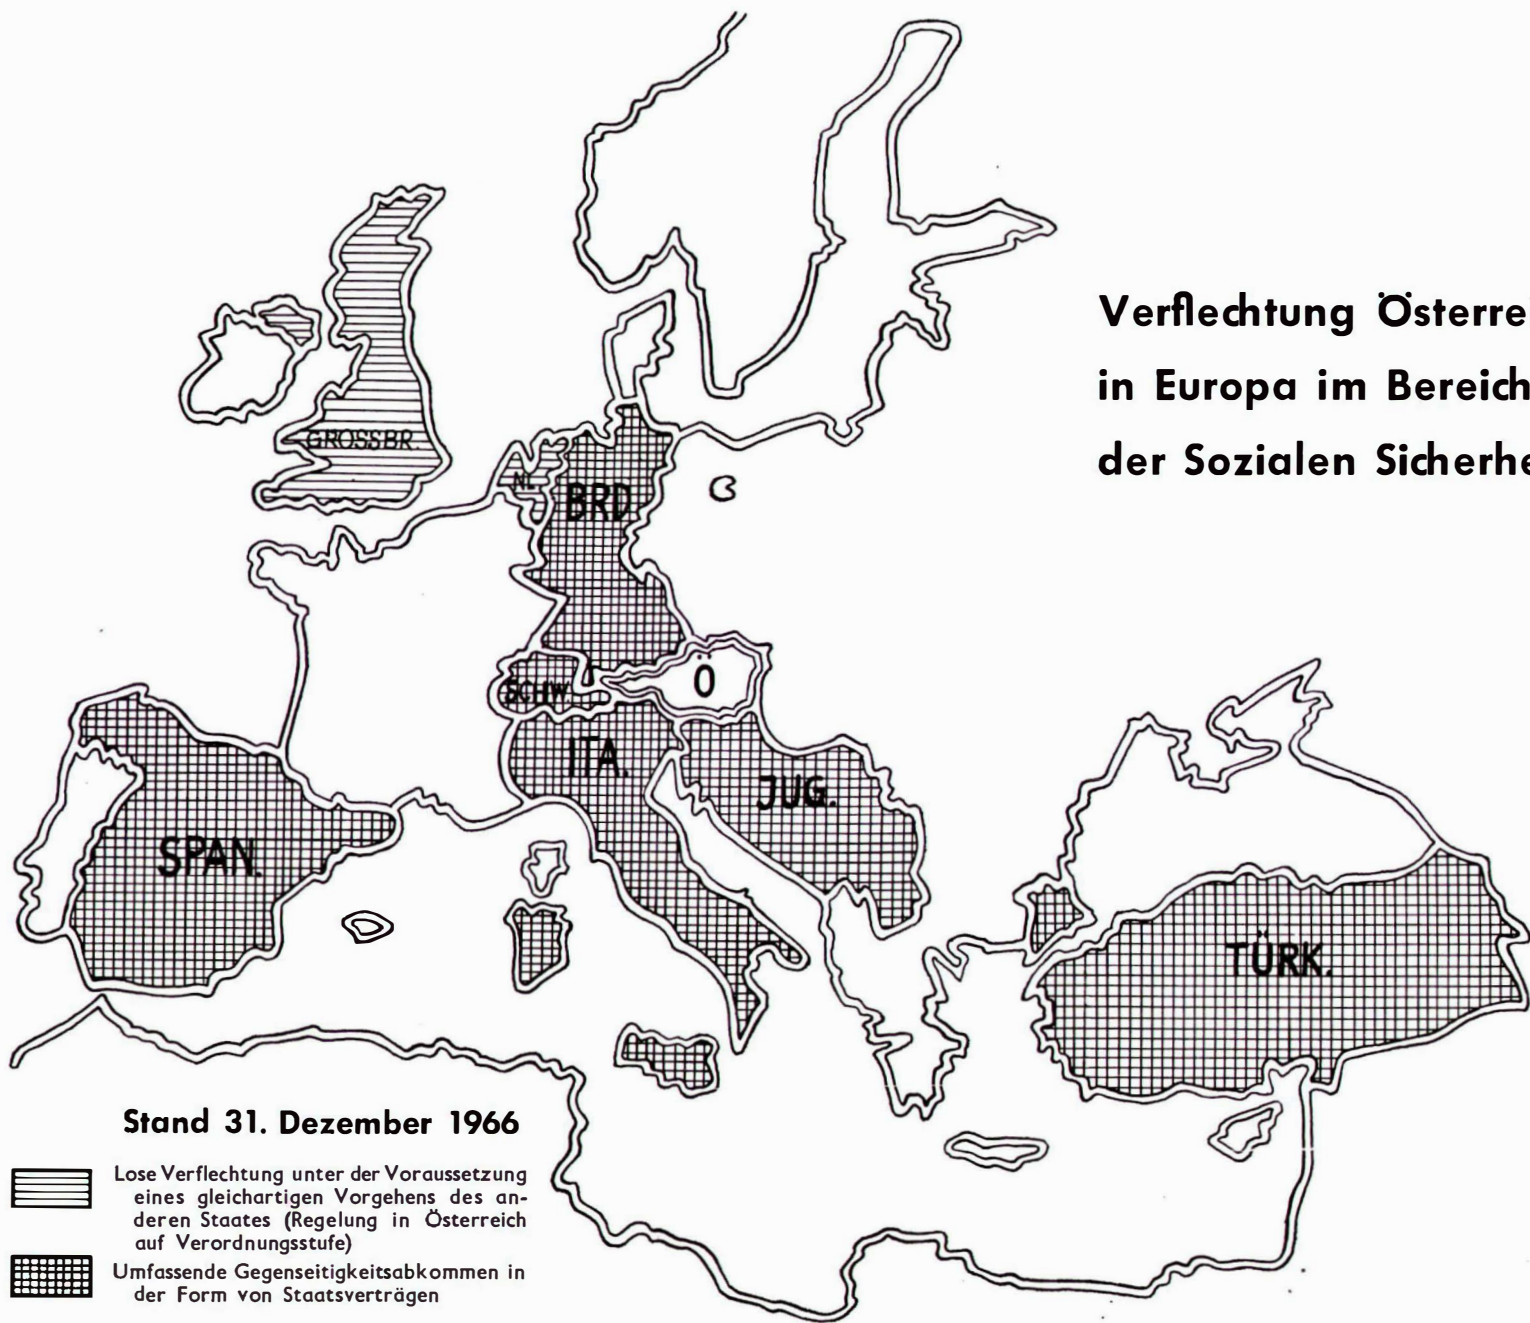 Verflechtung Österre
in Europa im Bereich
der Sozialen Sicherhe
GROSSBR.
NL
BRD
Ö
SCHW.
ITA.
JUG.
SPAN.
TÜRK.
Stand 31. Dezember 1966
Lose Verflechtung unter der Voraussetzung
eines gleichartigen Vorgehens des an-
deren Staates (Regelung in Österreich
auf Verordnungsstufe)
Umfassende Gegenseitigkeitsabkommen in
der Form von Staatsverträgen